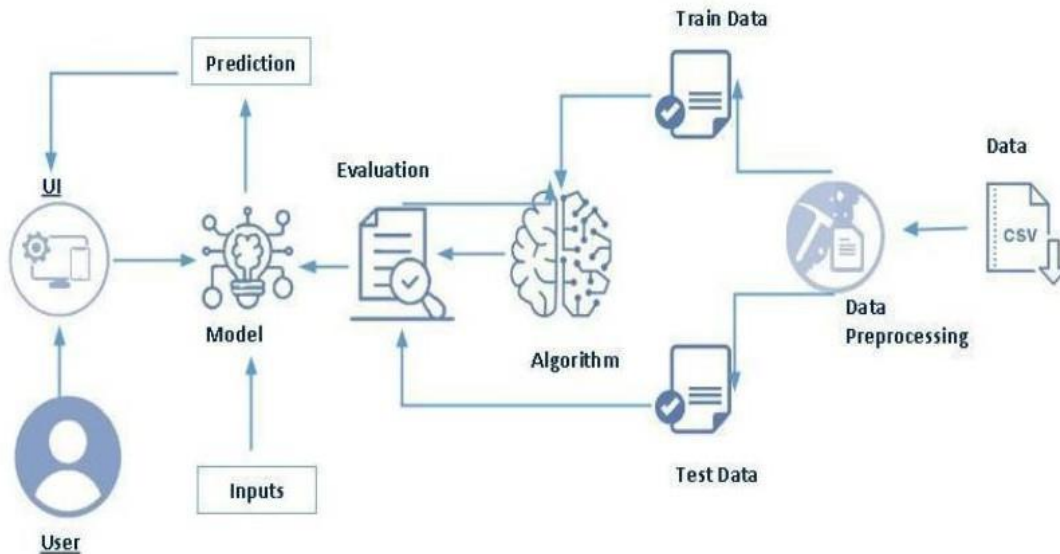 Train Data
Prediction
Evaluation
Data
UI
CSV
Model
Algorithm
Data
Preprocessing
Inputs
Test Data
User